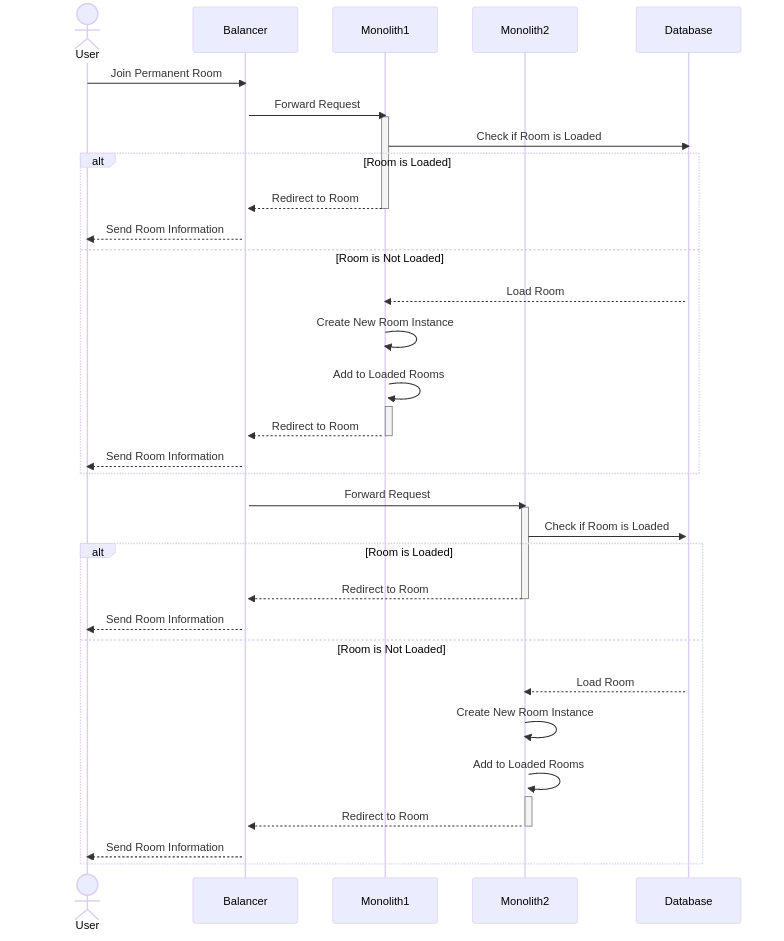 User
Balancer
Monolith1
Monolith2
Database
Join Permanent Room
Forward Request
Check if Room is Loaded
alt
[Room is Loaded]
Redirect to Room
Send Room Information
[Room is Not Loaded]
Load Room
Create New Room Instance
Add to Loaded Rooms
Redirect to Room
Send Room Information
Forward Request
Check if Room is Loaded
alt
[Room is Loaded]
Redirect to Room
Send Room Information
[Room is Not Loaded]
Load Room
Create New Room Instance
Add to Loaded Rooms
Redirect to Room
Send Room Information
User
Balancer
Monolith1
Monolith2
Database